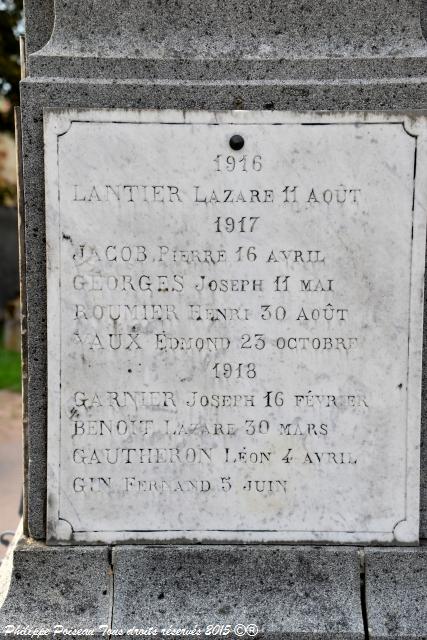 1916
LANTIER LAZARE 11 AOÛT
1917
JACOB PIERRE 16 AVRIL
GEORGES JOSEPH 11 MAI
ROUMIER HENRI 30 AOÛT
VAUX EDMOND 23 OCTOBRE
1918
GARNIER JOSEPH 16 FÉVRIER
BENOÎT LAZARE 30 MARS
GAUTHERON LÉON 4 AVRIL
GIN FERNAND 5 JUIN
Philippe Poiseau Tous droits réservés 2015 ©®